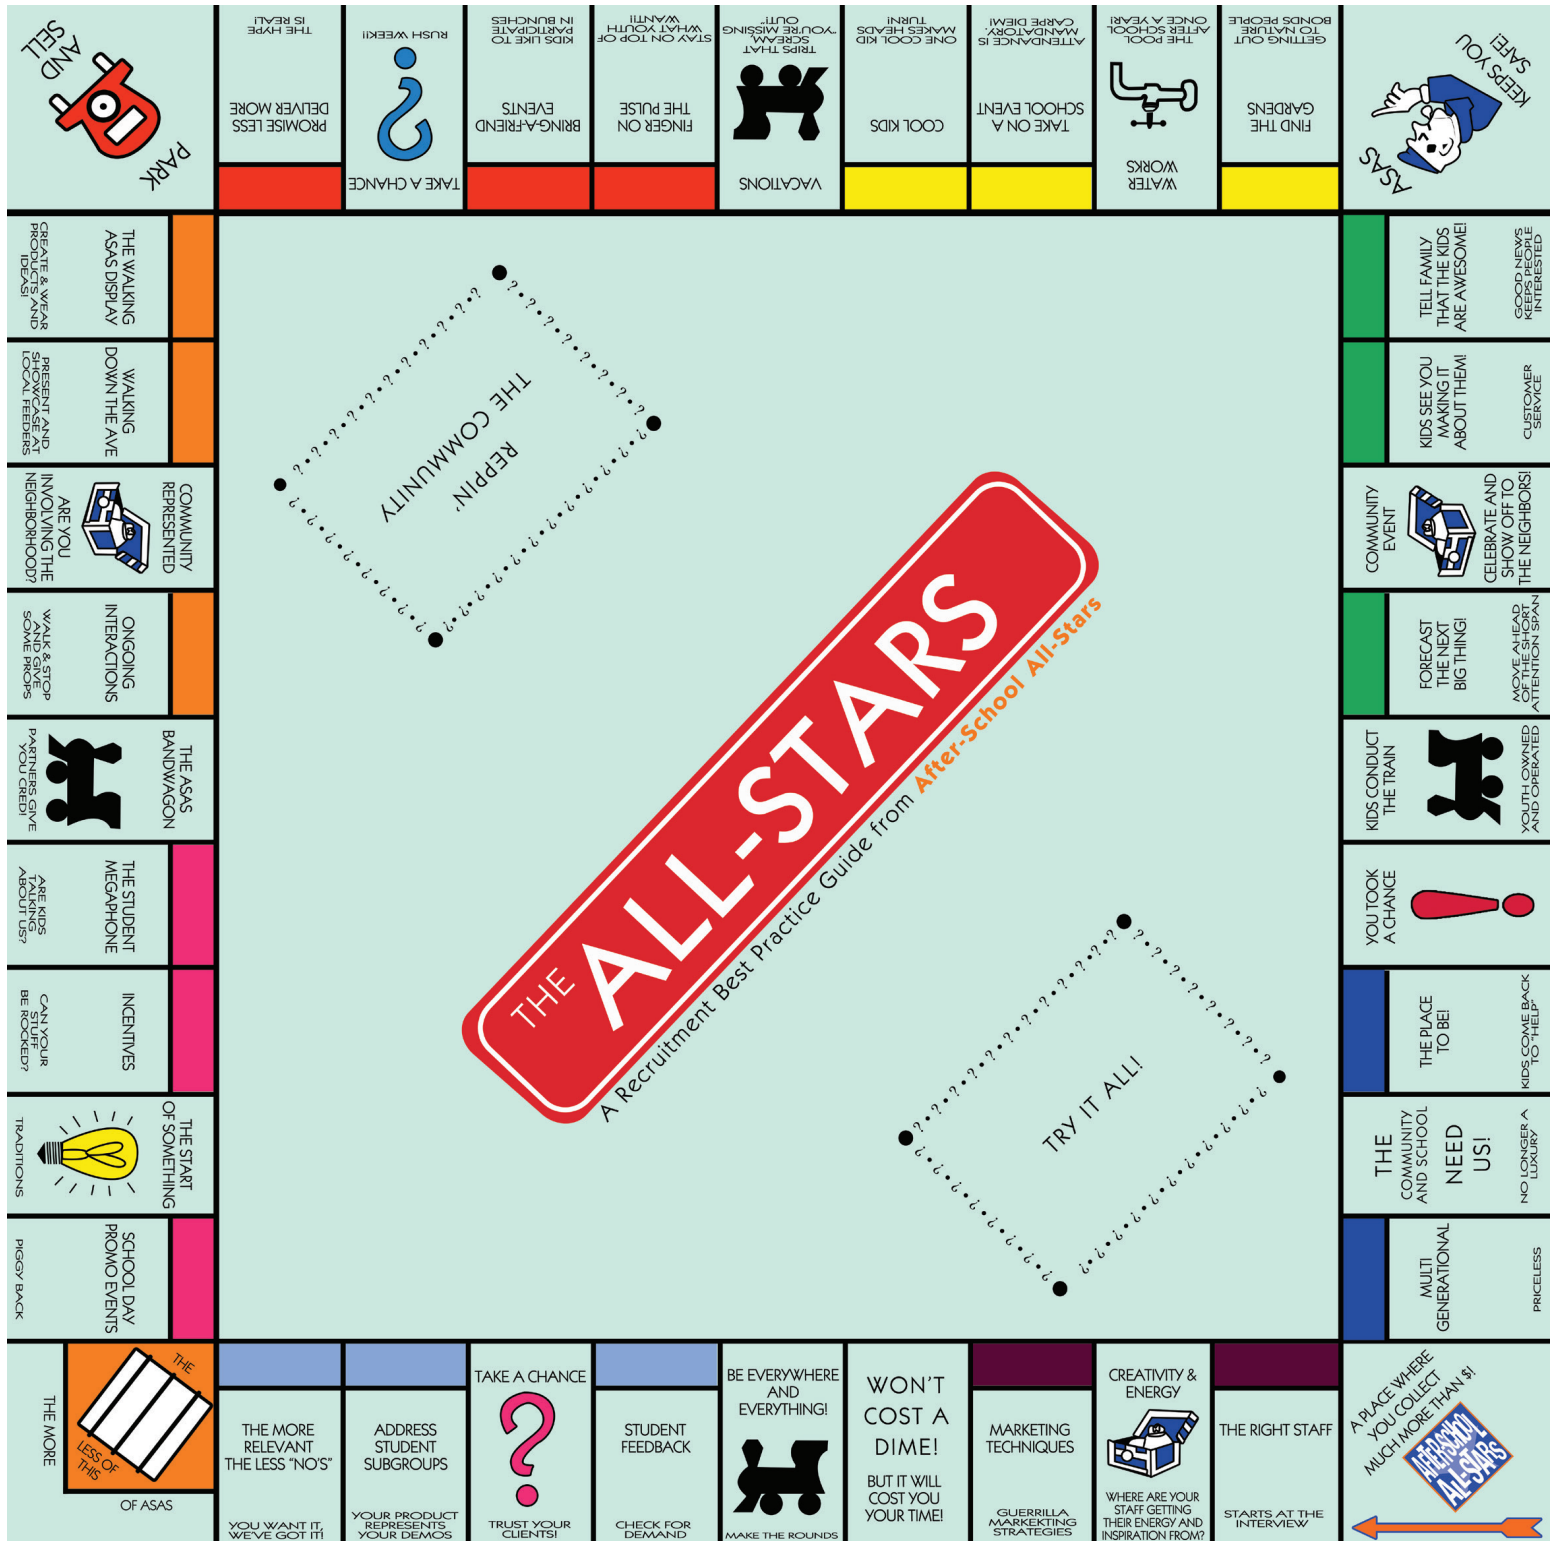 PARK
AND
SELL
PROMISE LESS
DELIVER MORE
THE HYPE
IS REAL!
TAKE A CHANCE
RUSH WEEK!!
BRING-A-FRIEND
EVENTS
KIDS LIKE TO
PARTICIPATE
IN BUNCHES
FINGER ON
THE PULSE
STAY ON TOP OF
WHAT YOUTH
WANT!!
VACATIONS
TRIPS THAT
SCREAM,
"YOU'RE MISSING
OUT!"
COOL KIDS
ONE COOL KID
MAKES HEADS
TURN!
TAKE ON A
SCHOOL EVENT
ATTENDANCE IS
MANDATORY.
CARPE DIEM!
WATER
WORKS
THE POOL
AFTER SCHOOL
ONCE A YEAR!
FIND THE
GARDENS
GETTING OUT
TO NATURE
BONDS PEOPLE
ASAS
KEEPS YOU
SAFE!
TELL FAMILY
THAT THE KIDS
ARE AWESOME!
GOOD NEWS
KEEPS PEOPLE
INTERESTED
KIDS SEE YOU
MAKING IT
ABOUT THEM!
CUSTOMER
SERVICE
COMMUNITY
EVENT
CELEBRATE AND
SHOW OFF TO
THE NEIGHBORS!
FORECAST
THE NEXT
BIG THING!
MOVE AHEAD
OF THE SHORT
ATTENTION SPAN
KIDS CONDUCT
THE TRAIN
YOUTH OWNED
AND OPERATED
YOU TOOK
A CHANCE
THE PLACE
TO BE!
KIDS COME BACK
TO "HELP"
THE
COMMUNITY
AND SCHOOL
NEED
US!
NO LONGER A
LUXURY
MULTI
GENERATIONAL
PRICELESS
A PLACE WHERE
YOU COLLECT
MUCH MORE THAN $!
AFTER-SCHOOL
ALL-STARS
THE RIGHT STAFF
STARTS AT THE
INTERVIEW
CREATIVITY &
ENERGY
WHERE ARE YOUR
STAFF GETTING
THEIR ENERGY AND
INSPIRATION FROM?
MARKETING
TECHNIQUES
GUERRILLA
MARKEKTING
STRATEGIES
WON'T
COST A
DIME!
BUT IT WILL
COST YOU
YOUR TIME!
BE EVERYWHERE
AND
EVERYTHING!
MAKE THE ROUNDS
STUDENT
FEEDBACK
CHECK FOR
DEMAND
TAKE A CHANCE
TRUST YOUR
CLIENTS!
ADDRESS
STUDENT
SUBGROUPS
YOUR PRODUCT
REPRESENTS
YOUR DEMOS
THE MORE
RELEVANT
THE LESS "NO'S"
YOU WANT IT,
WE'VE GOT IT!
THE MORE
OF ASAS
THE
LESS OF
THIS
SCHOOL DAY
PROMO EVENTS
PIGGY BACK
THE START
OF SOMETHING
TRADITIONS
INCENTIVES
CAN YOUR
STUFF
BE ROCKED?
THE STUDENT
MEGAPHONE
ARE KIDS
TALKING
ABOUT US?
THE ASAS
BANDWAGON
PARTNERS GIVE
YOU CRED!
ONGOING
INTERACTIONS
WALK & STOP
AND GIVE
SOME PROPS
COMMUNITY
REPRESENTED
ARE YOU
INVOLVING THE
NEIGHBORHOOD?
WALKING
DOWN THE AVE
PRESENT AND
SHOWCASE AT
LOCAL FEEDERS
THE WALKING
ASAS DISPLAY
CREATE & WEAR
PRODUCTS AND
IDEAS!
REPPIN'
THE COMMUNITY
THE ALL-STARS
A Recruitment Best Practice Guide from After-School All-Stars
TRY IT ALL!